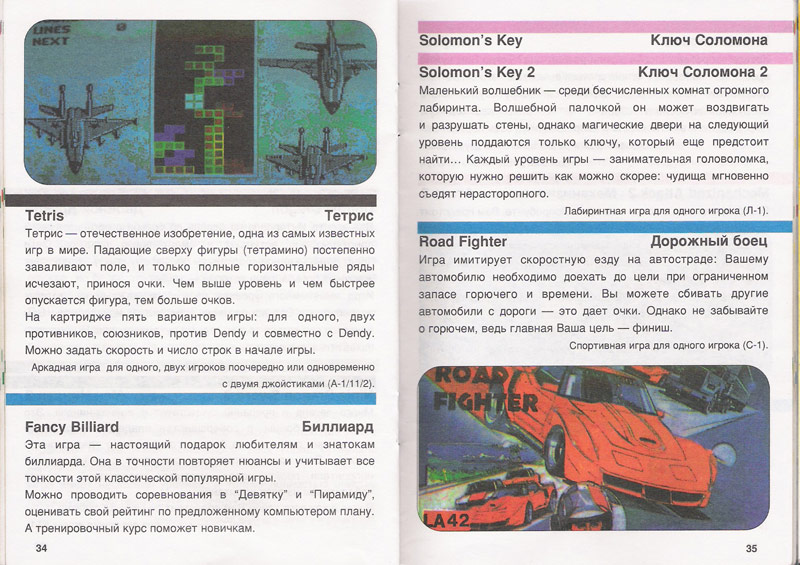 LINES 0
NEXT
Tetris Тетрис
Тетрис — отечественное изобретение, одна из самых известных
игр в мире. Падающие сверху фигуры (тетрамино) постепенно
заваливают поле, и только полные горизонтальные ряды
исчезают, принося очки. Чем выше уровень и чем быстрее
опускается фигура, тем больше очков.
На картридже пять вариантов игры: для одного, двух
противников, союзников, против Dendy и совместно с Dendy.
Можно задать скорость и число строк в начале игры.
Аркадная игра для одного, двух игроков поочередно или одновременно
с двумя джойстиками (А-1/11/2).
Fancy Billiard Биллиард
Эта игра — настоящий подарок любителям и знатокам
биллиарда. Она в точности повторяет нюансы и учитывает все
тонкости этой классической популярной игры.
Можно проводить соревнования в “Девятку” и “Пирамиду”,
оценивать свой рейтинг по предложенному компьютером плану.
А тренировочный курс поможет новичкам.
34
Solomon's Key Ключ Соломона
Solomon's Key 2 Ключ Соломона 2
Маленький волшебник — среди бесчисленных комнат огромного
лабиринта. Волшебной палочкой он может воздвигать
и разрушать стены, однако магические двери на следующий
уровень поддаются только ключу, который еще предстоит
найти... Каждый уровень игры — занимательная головоломка,
которую нужно решить как можно скорее: чудища мгновенно
съедят нерасторопного.
Лабиринтная игра для одного игрока (Л-1).
Road Fighter Дорожный боец
Игра имитирует скоростную езду на автостраде: Вашему
автомобилю необходимо доехать до цели при ограниченном
запасе горючего и времени. Вы можете сбивать другие
автомобили с дороги — это дает очки. Однако не забывайте
о горючем, ведь главная Ваша цель — финиш.
Спортивная игра для одного игрока (С-1).
ROAD
FIGHTER
LA42
35